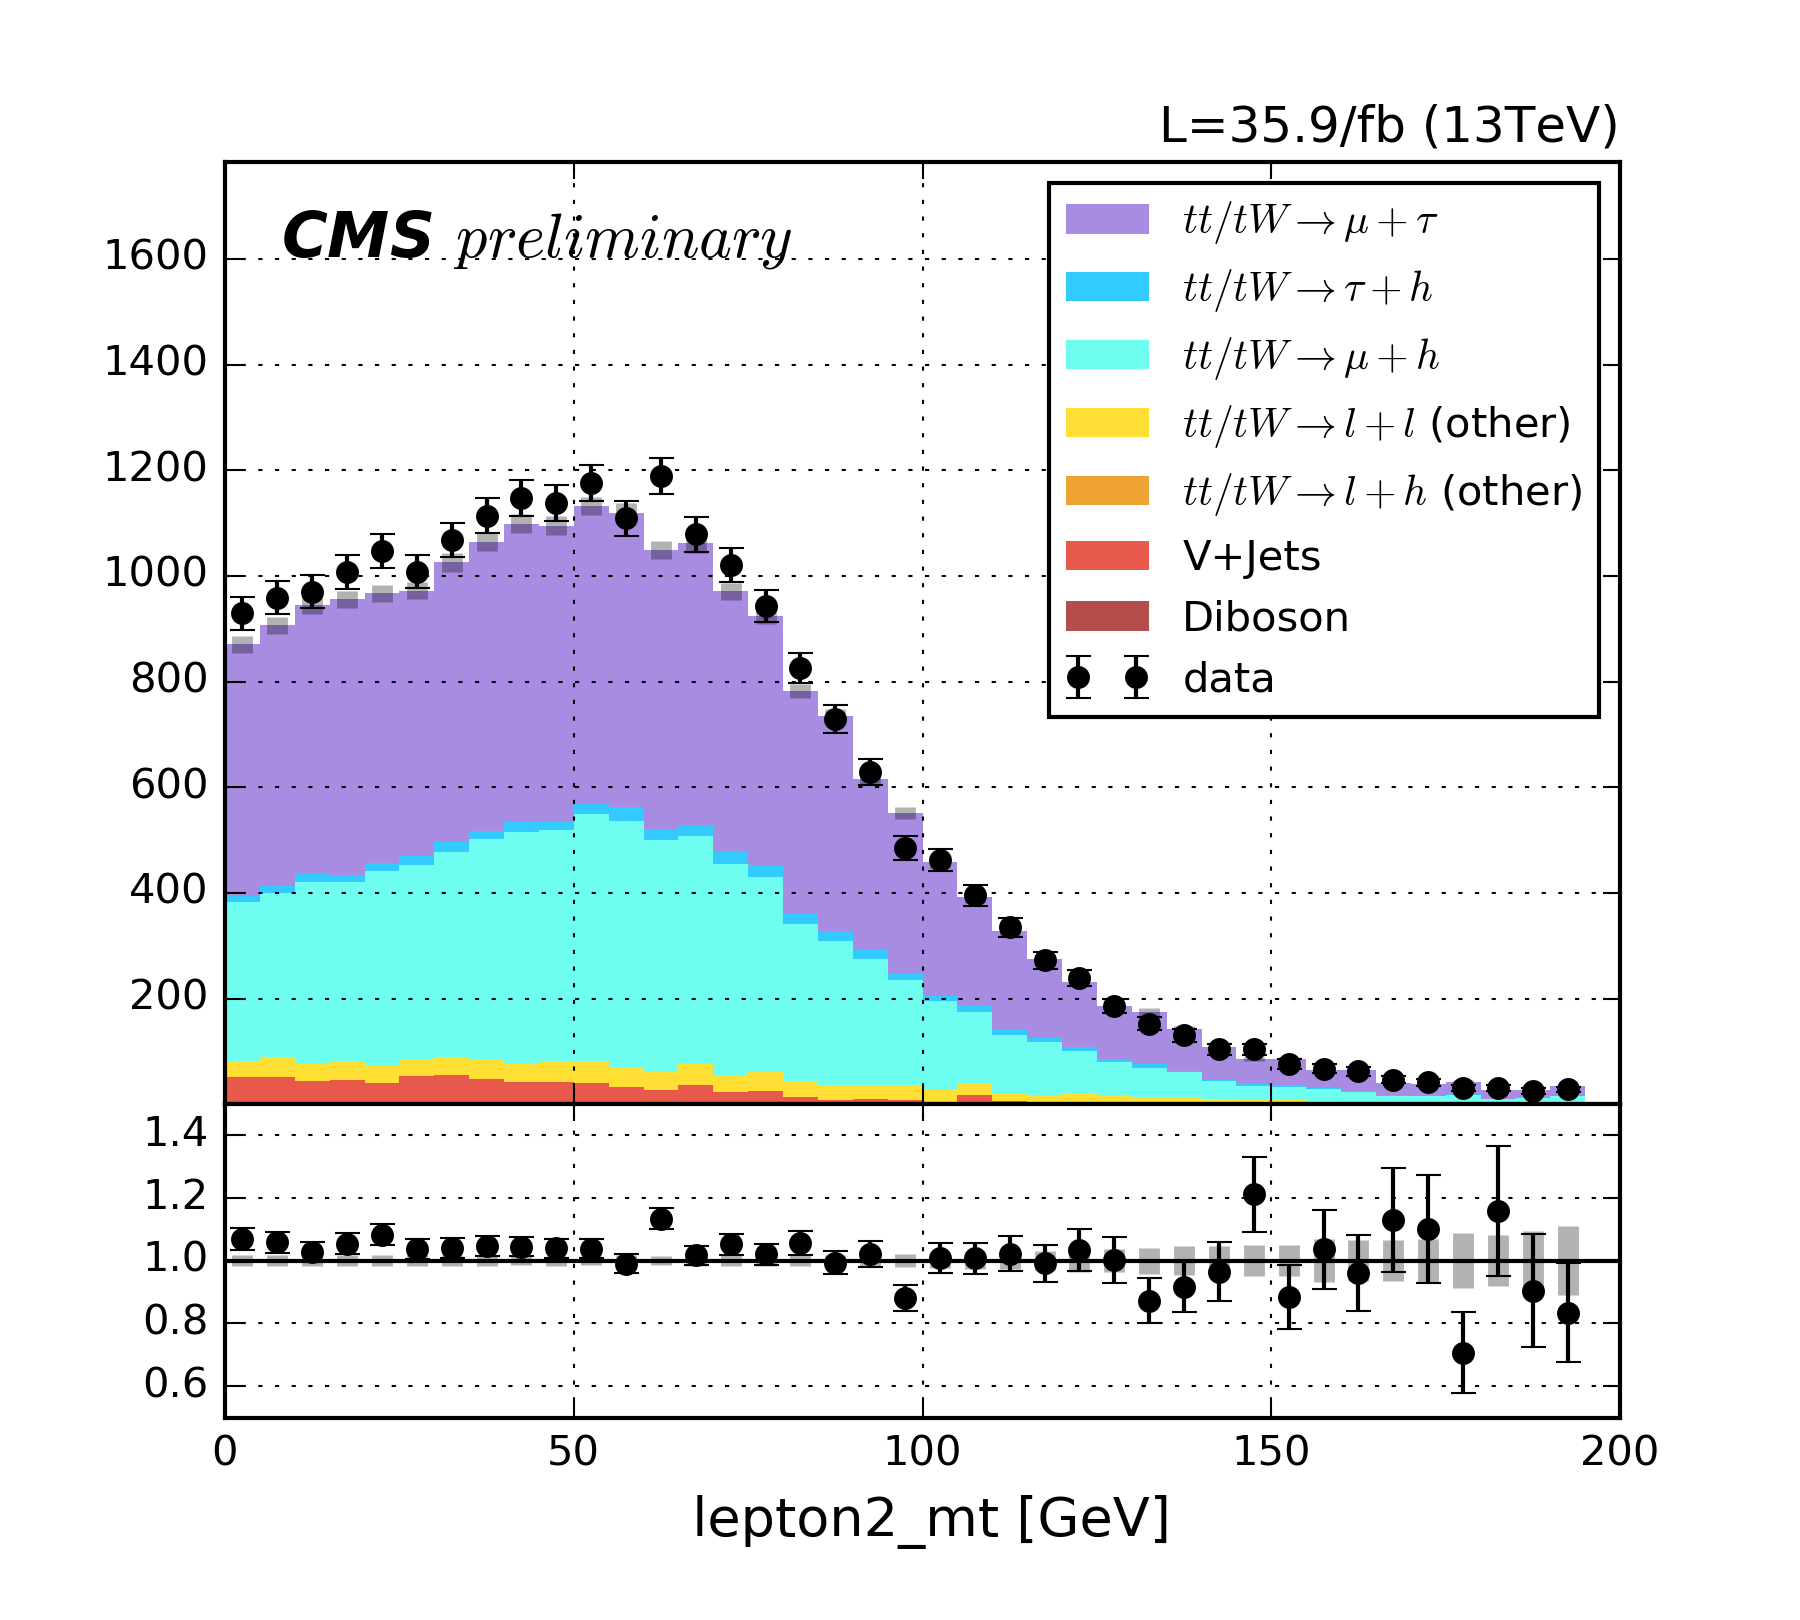 L=35.9/fb (13TeV)
CMS preliminary
tt/tW → μ + τ
tt/tW → τ + h
tt/tW → μ + h
tt/tW → l + l (other)
tt/tW → l + h (other)
V+Jets
Diboson
data
1600
1400
1200
1000
800
600
400
200
1.4
1.2
1.0
0.8
0.6
0 50 100 150 200
lepton2_mt [GeV]